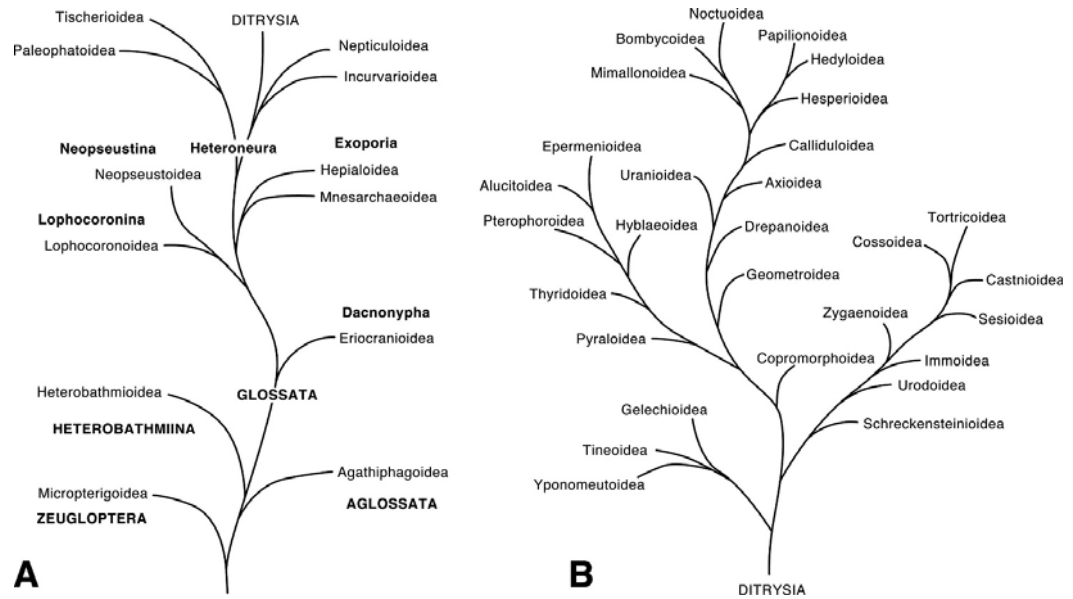 Tischerioidea
DITRYSIA
Paleophatoidea
Nepticuloidea
Incurvarioidea
Neopseustina
Heteroneura
Exoporia
Neopseustoidea
Hepialoidea
Mnesarchaeoidea
Lophocoronina
Lophocoronoidea
Dacnonypha
Eriocranioidea
Heterobathmioidea
GLOSSATA
HETEROBATHMIINA
Agathiphagoidea
Micropterigoidea
AGLOSSATA
ZEUGLOPTERA
A
Noctuoidea
Bombycoidea
Papilionoidea
Hedyloidea
Mimallonoidea
Hesperioidea
Epermenioidea
Calliduloidea
Alucitoidea
Uranioidea
Axioidea
Pterophoroidea
Hyblaeoidea
Drepanoidea
Tortricoidea
Cossoidea
Geometroidea
Castnioidea
Thyridoidea
Zygaenoidea
Sesioidea
Pyraloidea
Copromorphoidea
Immoidea
Urodoidea
Gelechioidea
Schreckensteinioidea
Tineoidea
Yponomeutoidea
B
DITRYSIA